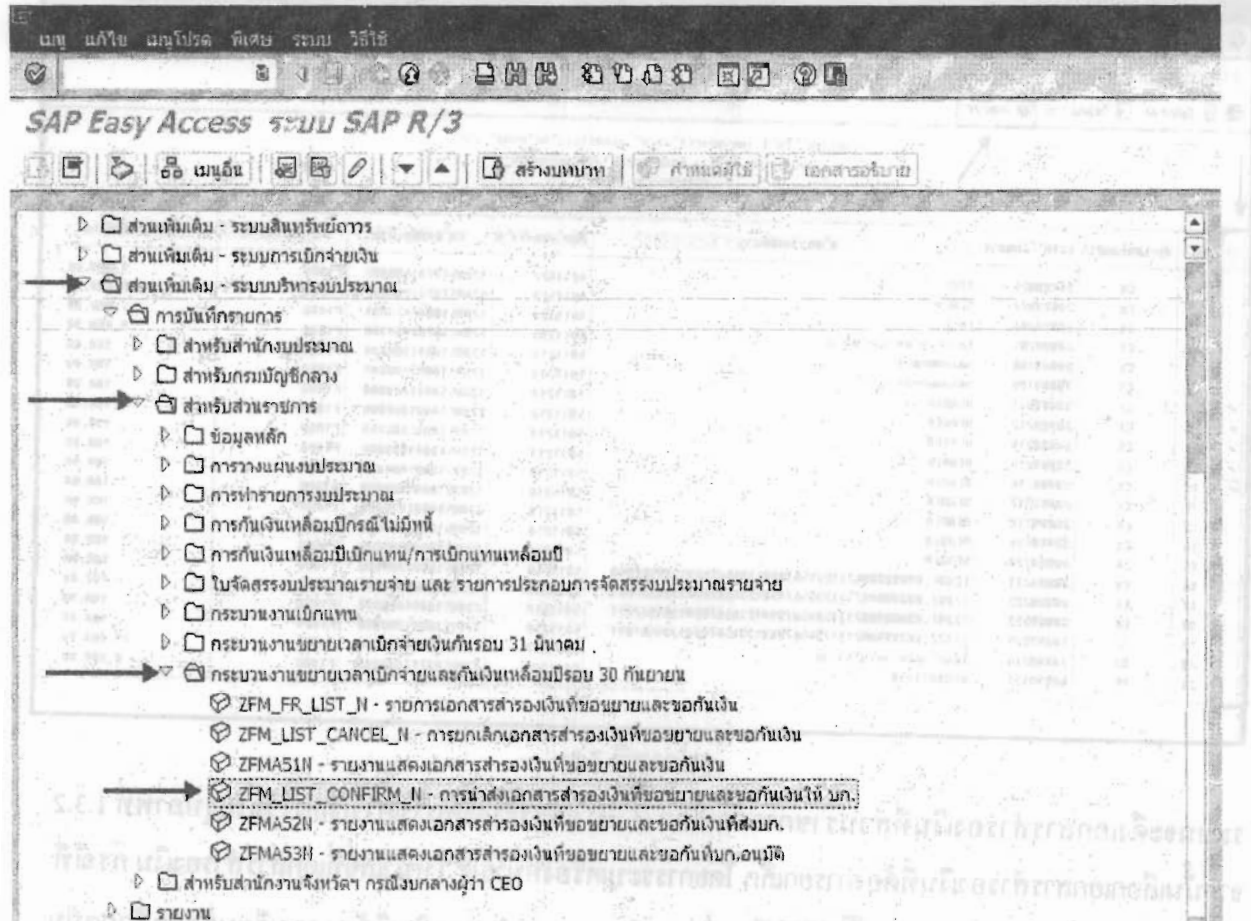 เมนู แก้ไข เมนูโปรด พิเศษ ระบบ วิธีใช้
SAP Easy Access ระบบ SAP R/3
เมนูอื่น สร้างบทบาท กำหนดผู้ใช้ เอกสารอธิบาย
ส่วนเพิ่มเติม - ระบบสินทรัพย์ถาวร
ส่วนเพิ่มเติม - ระบบการเบิกจ่ายเงิน
ส่วนเพิ่มเติม - ระบบบริหารงบประมาณ
การบันทึกรายการ
สำหรับสำนักงบประมาณ
สำหรับกรมบัญชีกลาง
สำหรับส่วนราชการ
ข้อมูลหลัก
การวางแผนงบประมาณ
การทำรายการงบประมาณ
การกันเงินเหลื่อมปีกรณีไม่มีหนี้
การกันเงินเหลื่อมปีเบิกแทน/การเบิกแทนเหลื่อมปี
ใบจัดสรรงบประมาณรายจ่าย และ รายการประกอบการจัดสรรงบประมาณรายจ่าย
กระบวนงานเบิกแทน
กระบวนงานขยายเวลาเบิกจ่ายเงินกันรอบ 31 มีนาคม
กระบวนงานขยายเวลาเบิกจ่ายและกันเงินเหลื่อมปีรอบ 30 กันยายน
ZFM_FR_LIST_N - รายการเอกสารสำรองเงินที่ขอขยายและขอกันเงิน
ZFM_LIST_CANCEL_N - การยกเลิกเอกสารสำรองเงินที่ขอขยายและขอกันเงิน
ZFMA51N - รายงานแสดงเอกสารสำรองเงินที่ขอขยายและขอกันเงิน
ZFM_LIST_CONFIRM_N - การนำส่งเอกสารสำรองเงินที่ขอขยายและขอกันเงินให้ บก.
ZFMA52N - รายงานแสดงเอกสารสำรองเงินที่ขอขยายและขอกันเงินที่ส่งบก.
ZFMA53N - รายงานแสดงเอกสารสำรองเงินที่ขอขยายและขอกันที่บก.อนุมัติ
สำหรับสำนักงานจังหวัดฯ กรณีงบกลางผู้ว่า CEO
รายงาน